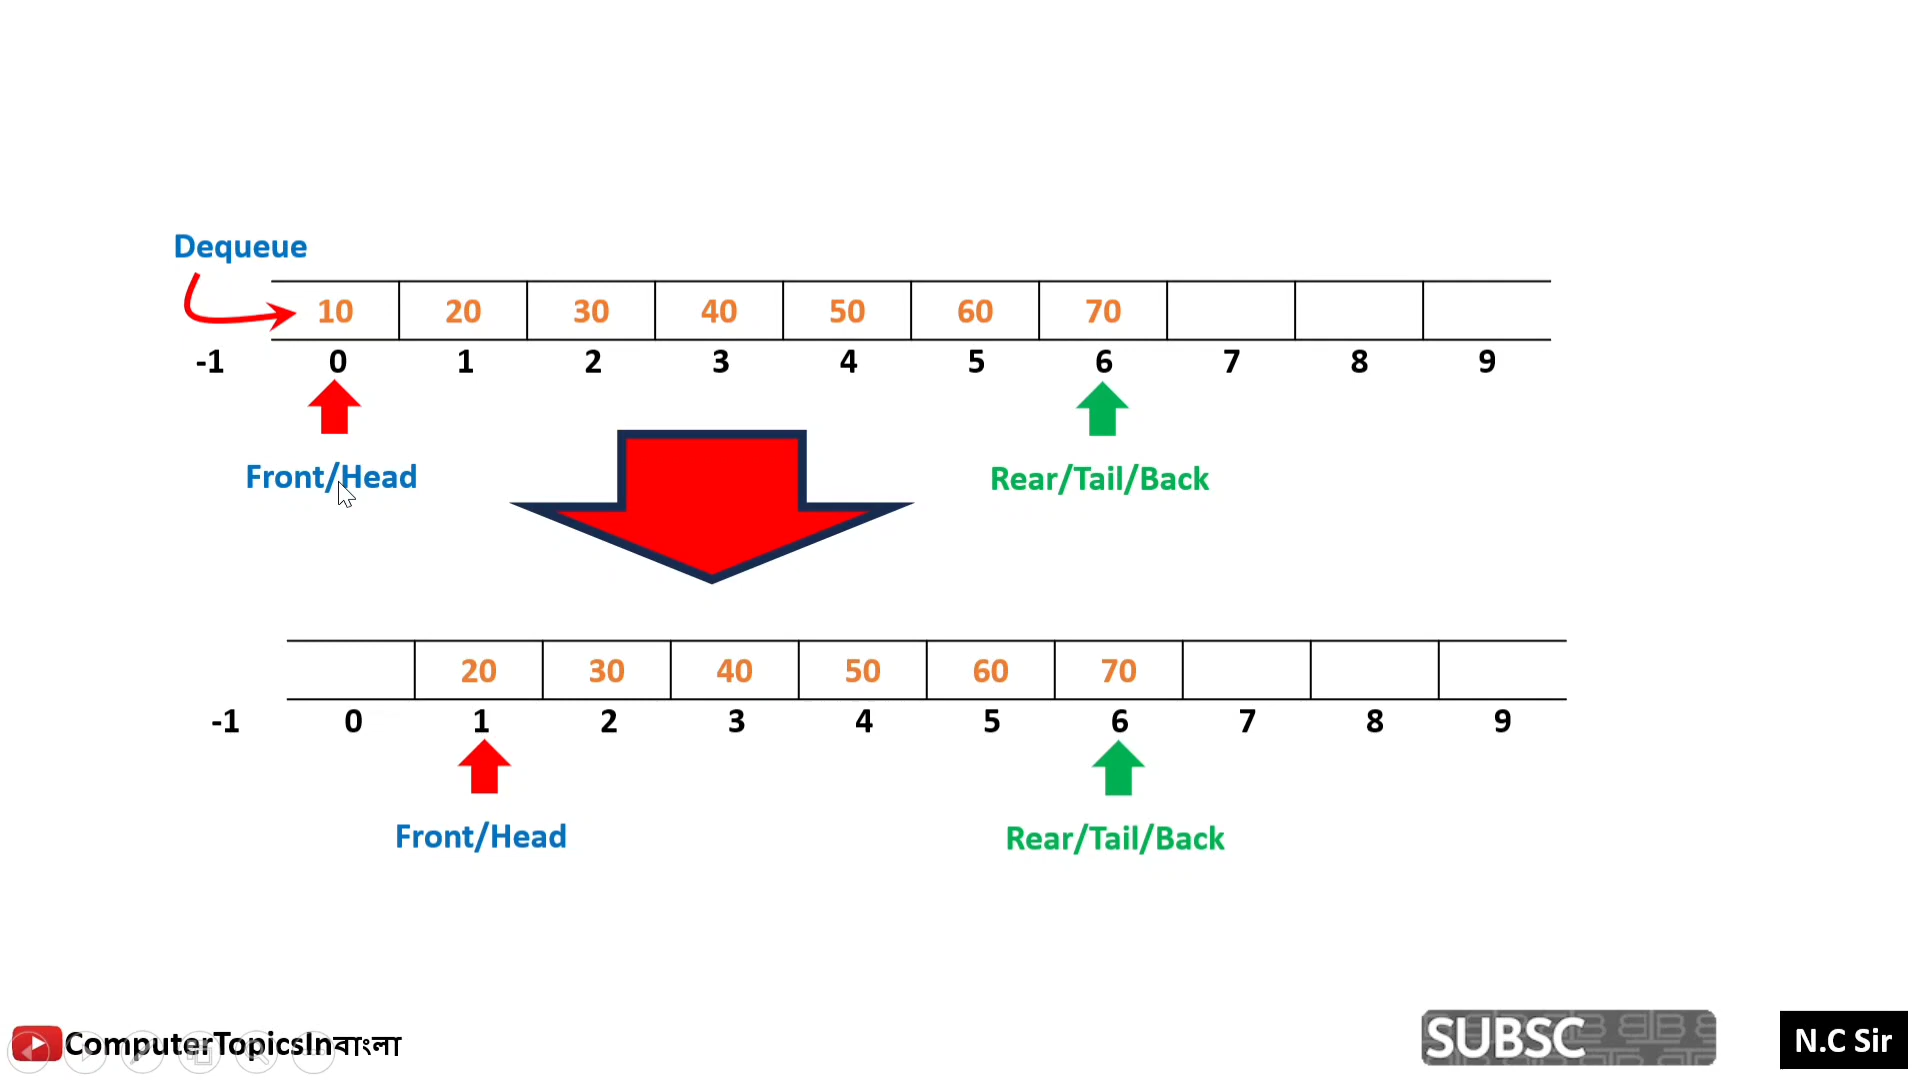 Dequeue
10 20 30 40 50 60 70
-1 0 1 2 3 4 5 6 7 8 9
Front/Head Rear/Tail/Back
20 30 40 50 60 70
-1 0 1 2 3 4 5 6 7 8 9
Front/Head Rear/Tail/Back
ComputerTopicsInবাংলা SUBSC N.C Sir